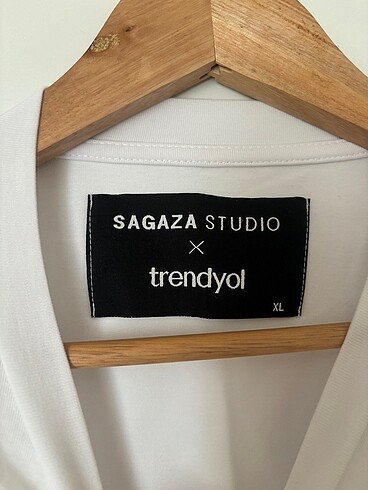 SAGAZA STUDIO
×
trendyol
XL